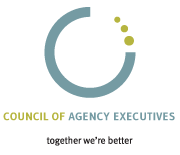 COUNCIL OF AGENCY EXECUTIVES
together we're better